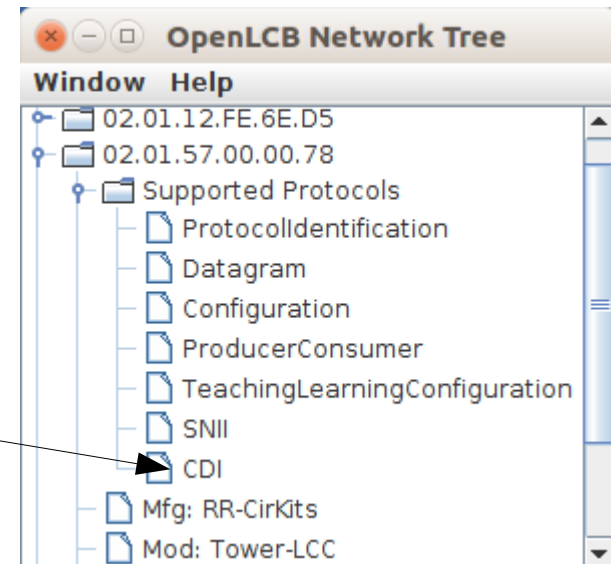 OpenLCB Network Tree
Window Help
02.01.12.FE.6E.D5
02.01.57.00.00.78
Supported Protocols
ProtocolIdentification
Datagram
Configuration
ProducerConsumer
TeachingLearningConfiguration
SNII
CDI
Mfg: RR-CirKits
Mod: Tower-LCC